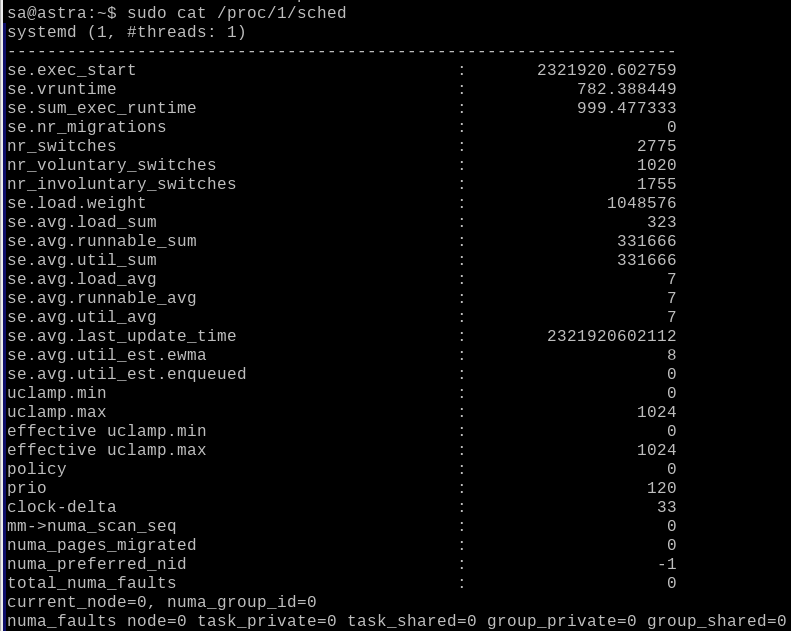 sa@astra:~$ sudo cat /proc/1/sched
systemd (1, #threads: 1)
-------------------------------------------------------------------
se.exec_start                                :       2321920.602759
se.vruntime                                  :           782.388449
se.sum_exec_runtime                          :           999.477333
se.nr_migrations                             :                    0
nr_switches                                  :                 2775
nr_voluntary_switches                        :                 1020
nr_involuntary_switches                      :                 1755
se.load.weight                               :              1048576
se.avg.load_sum                              :                  323
se.avg.runnable_sum                          :               331666
se.avg.util_sum                              :               331666
se.avg.load_avg                              :                    7
se.avg.runnable_avg                          :                    7
se.avg.util_avg                              :                    7
se.avg.last_update_time                      :        2321920602112
se.avg.util_est.ewma                         :                    8
se.avg.util_est.enqueued                     :                    0
uclamp.min                                   :                    0
uclamp.max                                   :                 1024
effective uclamp.min                         :                    0
effective uclamp.max                         :                 1024
policy                                       :                    0
prio                                         :                  120
clock-delta                                  :                   33
mm->numa_scan_seq                            :                    0
numa_pages_migrated                          :                    0
numa_preferred_nid                           :                   -1
total_numa_faults                            :                    0
current_node=0, numa_group_id=0
numa_faults node=0 task_private=0 task_shared=0 group_private=0 group_shared=0